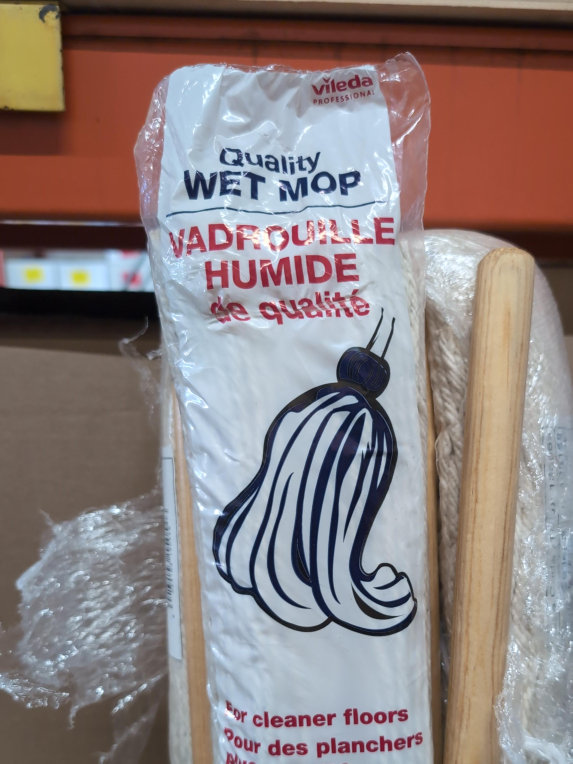 vileda
PROFESSIONAL
Quality
WET MOP
VADROUILLE
HUMIDE
de qualité
For cleaner floors
Pour des planchers